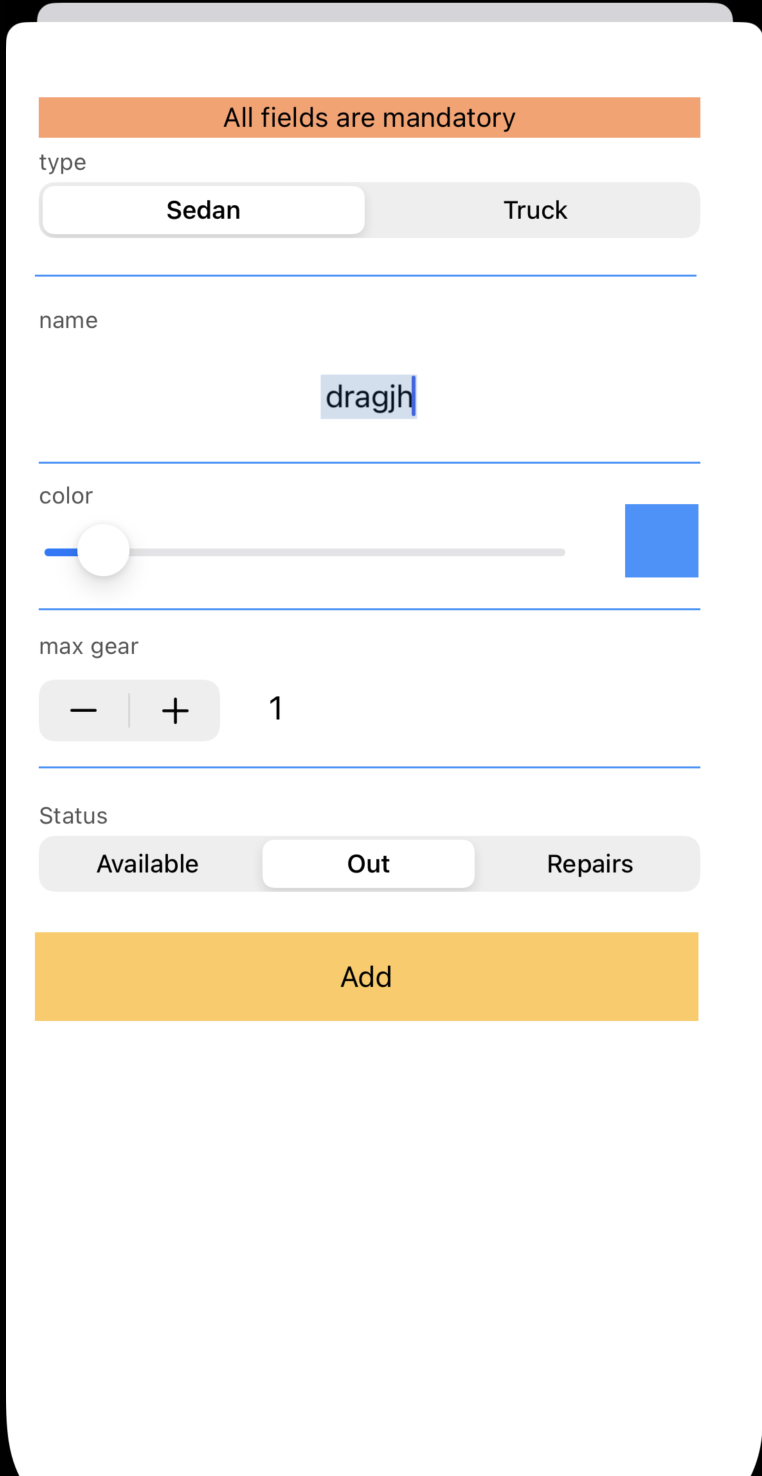 All fields are mandatory
type
Sedan Truck
name
dragjh
color
max gear
1
Status
Available Out Repairs
Add